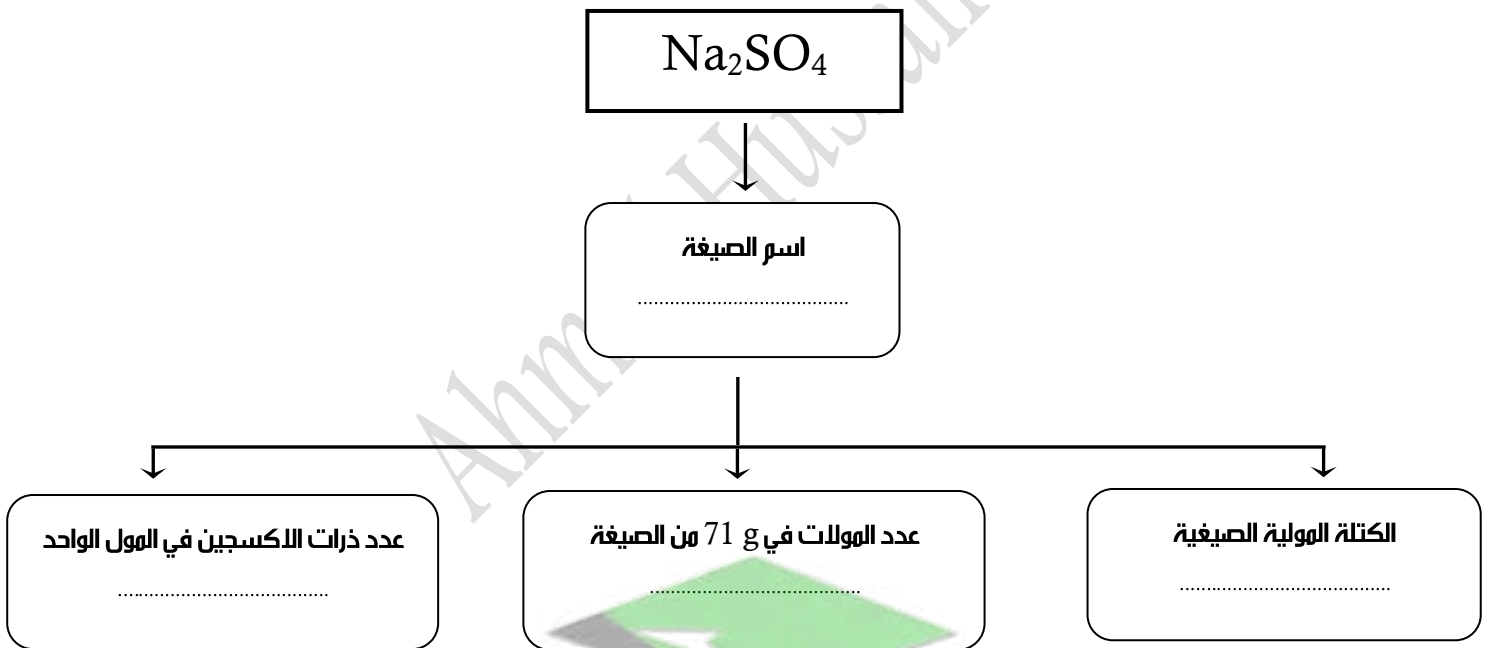 Na₂SO₄
اسم الصيغة
........................................
الكتلة المولية الصيغية
........................................
عدد المولات في 71 g من الصيغة
........................................
عدد ذرات الاكسجين في المول الواحد
........................................